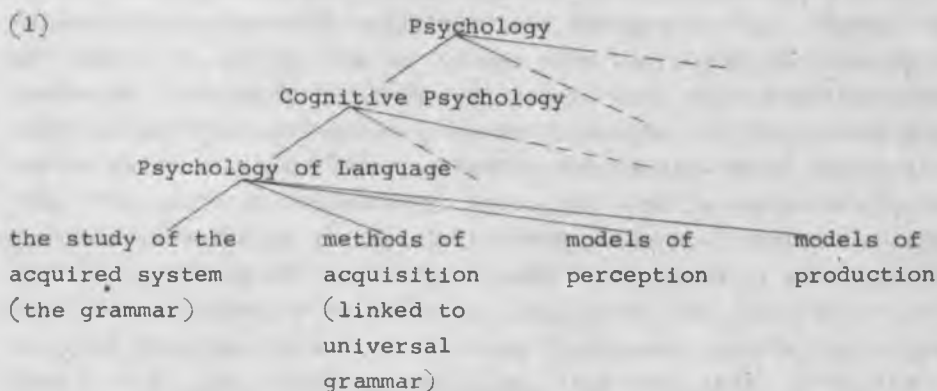 (1)
Psychology
Cognitive Psychology
Psychology of Language
the study of the methods of models of models of
acquired system acquisition perception production
(the grammar) (linked to
universal
grammar)